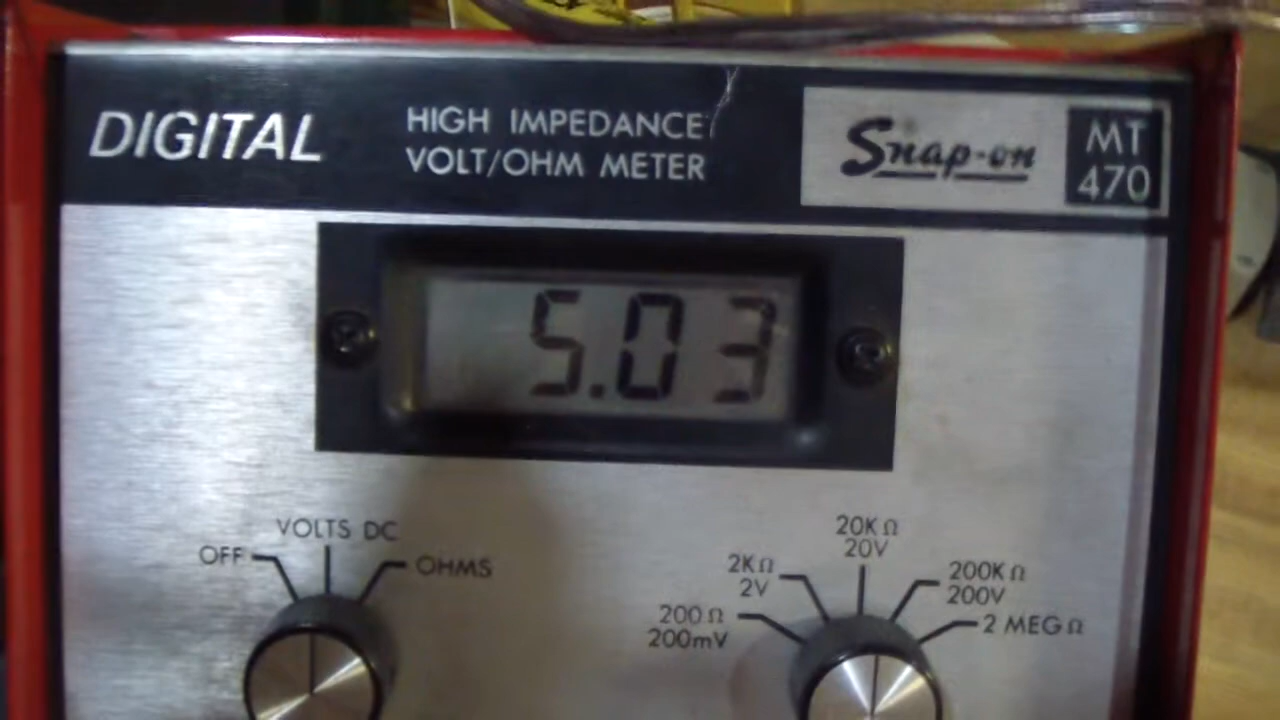 DIGITAL
HIGH IMPEDANCE
VOLT/OHM METER
Snap-on
MT
470
5.03
OFF
VOLTS DC
OHMS
200 Ω
200mV
2K Ω
2V
20K Ω
20V
200K Ω
200V
2 MEG Ω